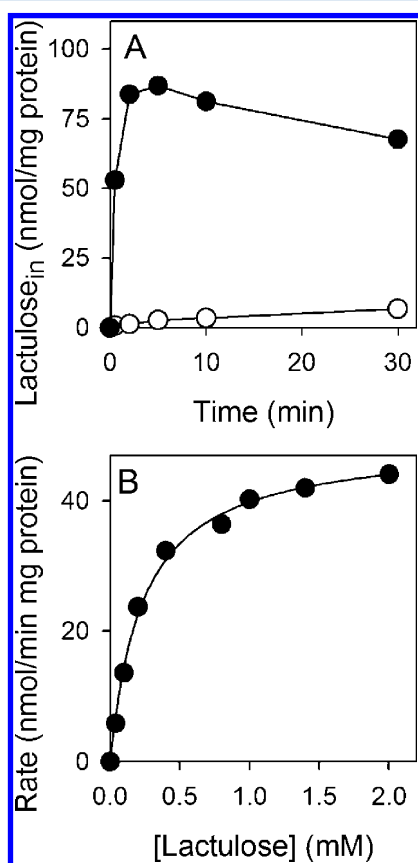 A
Lactulosein (nmol/mg protein)
100
75
50
25
0
0 10 20 30
Time (min)
B
Rate (nmol/min mg protein)
40
20
0
0.0 0.5 1.0 1.5 2.0
[Lactulose] (mM)